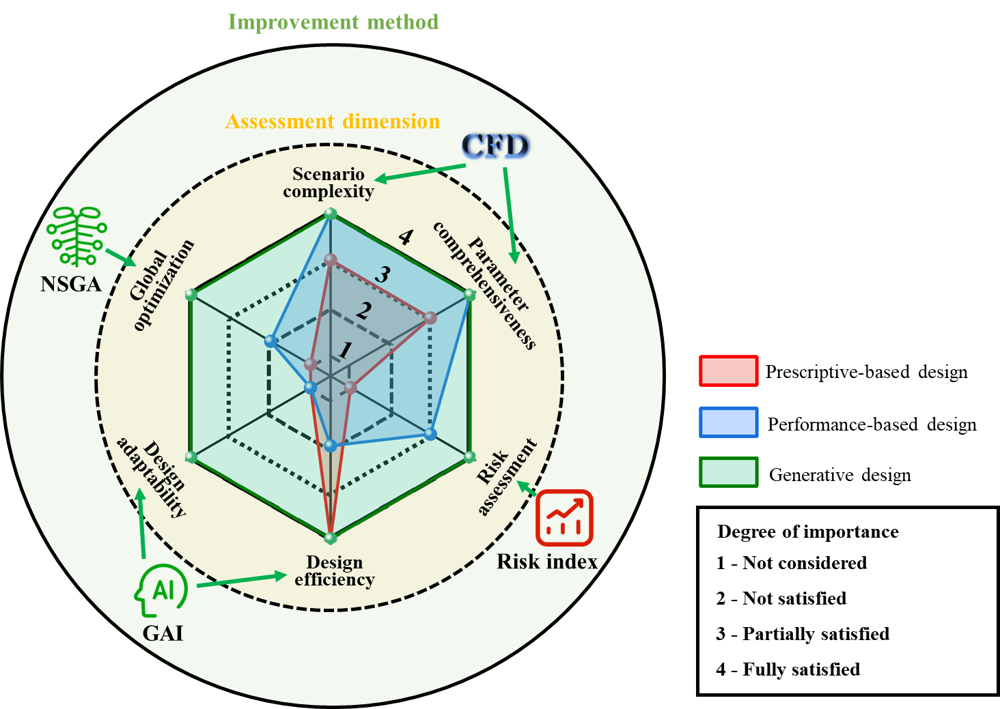 Improvement method
Assessment dimension
CFD
Scenario
complexity
4
Parameter
comprehensiveness
3
Global
optimization
NSGA
2
1
Prescriptive-based design
Performance-based design
Generative design
Design
adaptability
Risk
assessment
Risk index
Design
efficiency
AI
GAI
Degree of importance
1 - Not considered
2 - Not satisfied
3 - Partially satisfied
4 - Fully satisfied